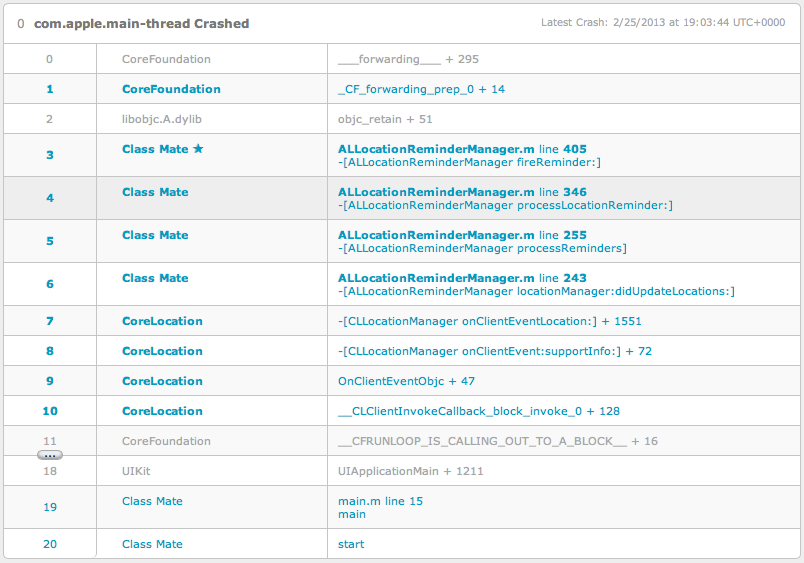 0 com.apple.main-thread Crashed Latest Crash: 2/25/2013 at 19:03:44 UTC+0000
0 CoreFoundation ___forwarding___ + 295
1 CoreFoundation _CF_forwarding_prep_0 + 14
2 libobjc.A.dylib objc_retain + 51
3 Class Mate ★ ALLocationReminderManager.m line 405
-[ALLocationReminderManager fireReminder:]
4 Class Mate ALLocationReminderManager.m line 346
-[ALLocationReminderManager processLocationReminder:]
5 Class Mate ALLocationReminderManager.m line 255
-[ALLocationReminderManager processReminders]
6 Class Mate ALLocationReminderManager.m line 243
-[ALLocationReminderManager locationManager:didUpdateLocations:]
7 CoreLocation -[CLLocationManager onClientEventLocation:] + 1551
8 CoreLocation -[CLLocationManager onClientEvent:supportInfo:] + 72
9 CoreLocation OnClientEventObjc + 47
10 CoreLocation __CLClientInvokeCallback_block_invoke_0 + 128
11 CoreFoundation __CFRUNLOOP_IS_CALLING_OUT_TO_A_BLOCK__ + 16
...
18 UIKit UIApplicationMain + 1211
19 Class Mate main.m line 15
main
20 Class Mate start